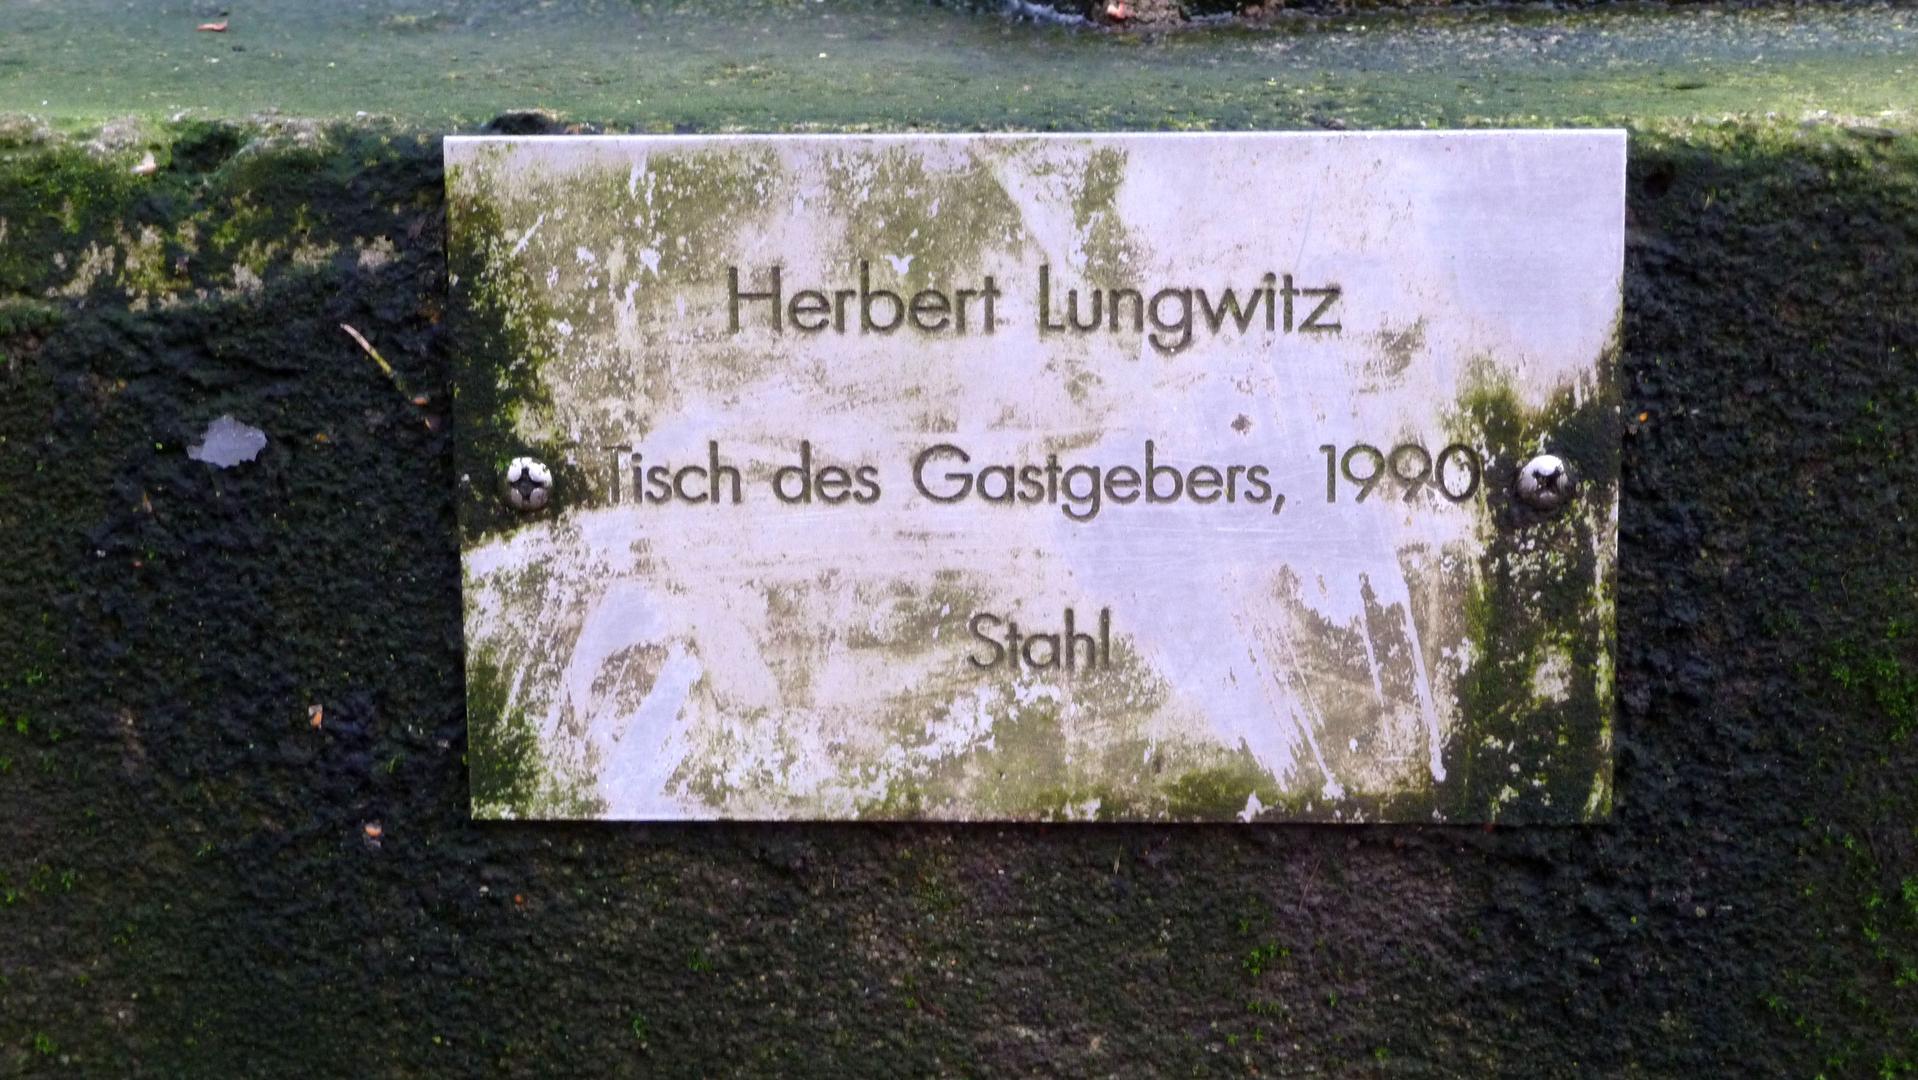 Herbert Lungwitz
Tisch des Gastgebers, 1990
Stahl